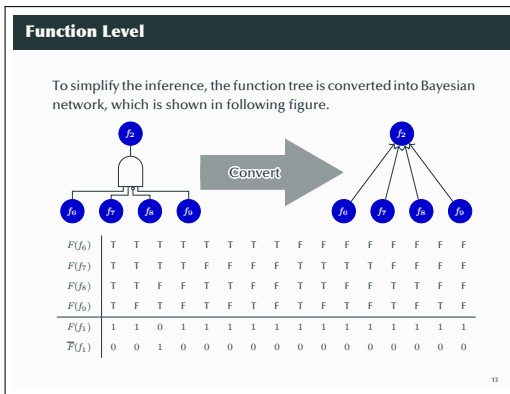 Function Level
To simplify the inference, the function tree is converted into Bayesian
network, which is shown in following figure.
f₂ f₂
Convert
f₆ f₇ f₈ f₉ f₆ f₇ f₈ f₉
F(f₆) T T T T T T T T F F F F F F F F
F(f₇) T T T T F F F F T T T T F F F F
F(f₈) T T F F T T F F T T F F T T F F
F(f₉) T F T F T F T F T F T F T F T F
F(f₁) 1 1 0 1 1 1 1 1 1 1 1 1 1 1 1 1
F̅(f₁) 0 0 1 0 0 0 0 0 0 0 0 0 0 0 0 0
13